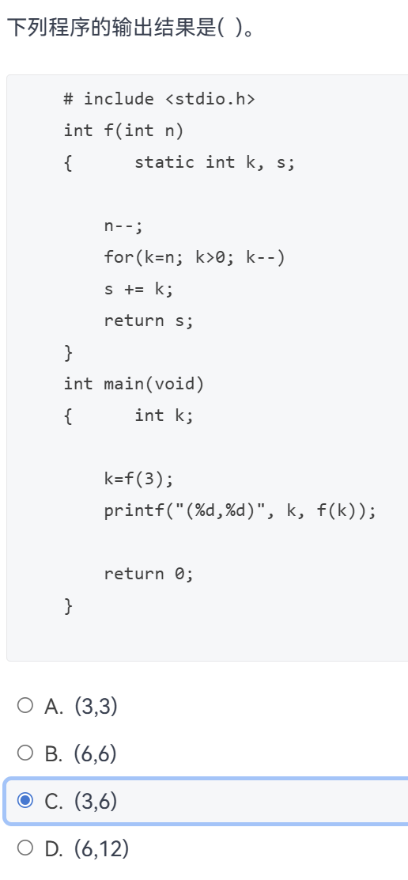 下列程序的输出结果是( )。
# include <stdio.h>
int f(int n)
{      static int k, s;
n--;
for(k=n; k>0; k--)
s += k;
return s;
}
int main(void)
{      int k;
k=f(3);
printf("(%d,%d)", k, f(k));
return 0;
}
A. (3,3)
B. (6,6)
C. (3,6)
D. (6,12)